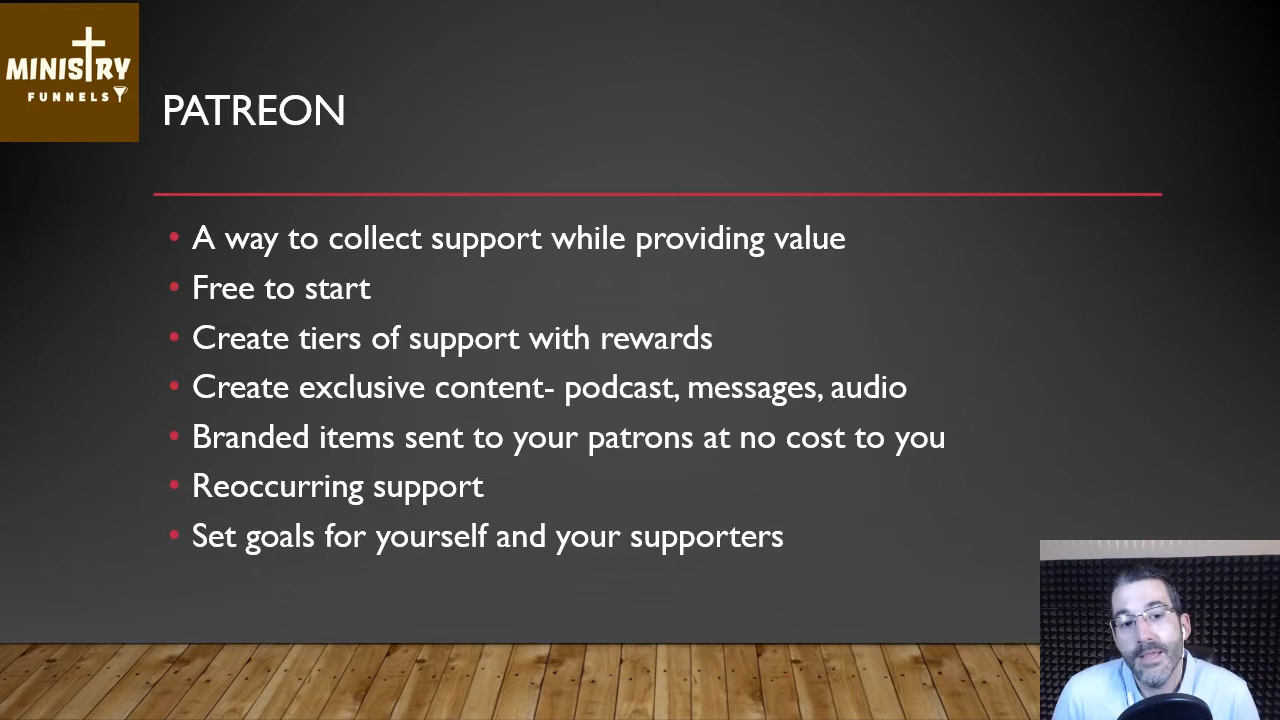 MINISTRY
FUNNELS
PATREON
• A way to collect support while providing value
• Free to start
• Create tiers of support with rewards
• Create exclusive content- podcast, messages, audio
• Branded items sent to your patrons at no cost to you
• Reoccurring support
• Set goals for yourself and your supporters